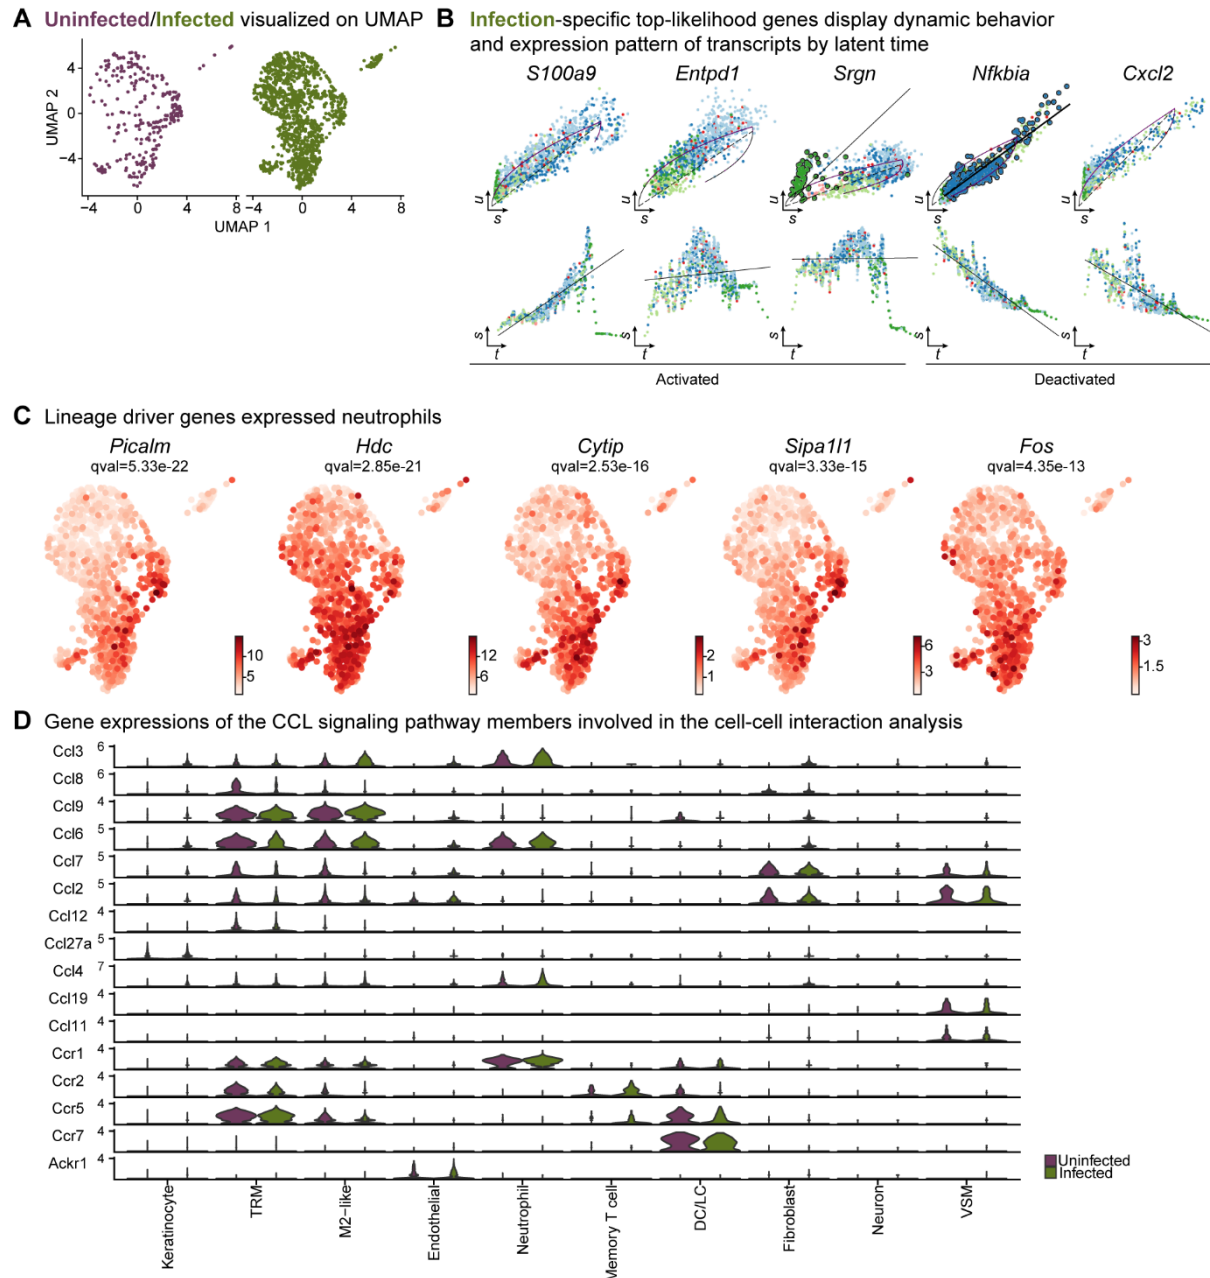 A Uninfected/Infected visualized on UMAP
4
0
−4
UMAP 2
−4 0 4 8 −4 0 4 8
UMAP 1
B Infection-specific top-likelihood genes display dynamic behavior
and expression pattern of transcripts by latent time
S100a9 Entpd1 Srgn Nfkbia Cxcl2
u u u u u
s s s s s
s s s s s
t t t t t
Activated Deactivated
C Lineage driver genes expressed neutrophils
Picalm Hdc Cytip Sipa1l1 Fos
qval=5.33e-22 qval=2.85e-21 qval=2.53e-16 qval=3.33e-15 qval=4.35e-13
10 12 2 6 3
5 6 1 3 1.5
D Gene expressions of the CCL signaling pathway members involved in the cell-cell interaction analysis
Ccl3 6
Ccl8 6
Ccl9 4
Ccl6 5
Ccl7 5
Ccl2 5
Ccl12 4
Ccl27a 5
Ccl4 7
Ccl19 4
Ccl11 4
Ccr1 4
Ccr2 4
Ccr5 4
Ccr7 4
Ackr1 4
Uninfected
Infected
Keratinocyte
TRM
M2−like
Endothelial
Neutrophil
Memory T cell
DC/LC
Fibroblast
Neuron
VSM